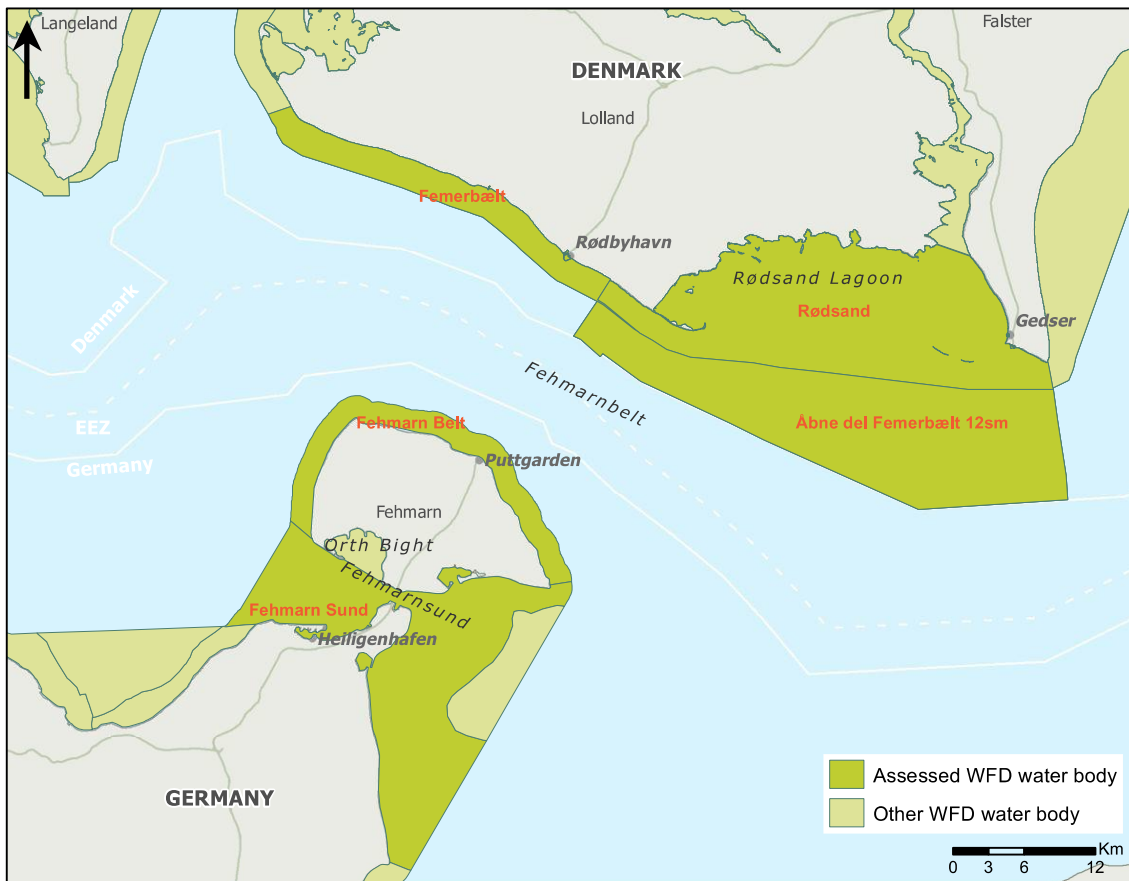 Langeland
Falster
DENMARK
Lolland
Femerbælt
Rødbyhavn
Rødsand Lagoon
Rødsand
Gedser
Denmark
Fehmarnbelt
EEZ
Germany
Fehmarn Belt
Åbne del Femerbælt 12sm
Puttgarden
Fehmarn
Orth Bight
Fehmarnsund
Fehmarn Sund
Heiligenhafen
GERMANY
Assessed WFD water body
Other WFD water body
Km
0 3 6 12